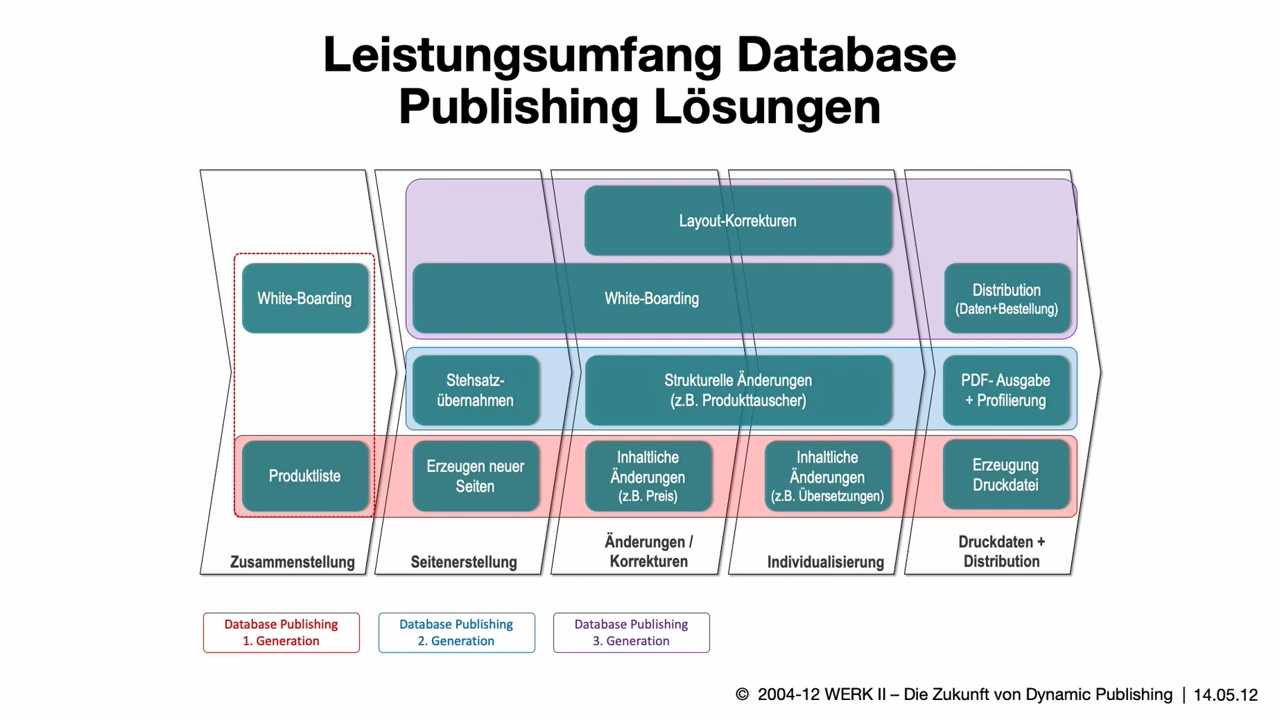 Leistungsumfang Database
Publishing Lösungen
Layout-Korrekturen
White-Boarding
White-Boarding
Distribution
(Daten+Bestellung)
Stehsatz-
übernahmen
Strukturelle Änderungen
(z.B. Produkttauscher)
PDF- Ausgabe
+ Profilierung
Produktliste
Erzeugen neuer
Seiten
Inhaltliche
Änderungen
(z.B. Preis)
Inhaltliche
Änderungen
(z.B. Übersetzungen)
Erzeugung
Druckdatei
Zusammenstellung
Seitenerstellung
Änderungen /
Korrekturen
Individualisierung
Druckdaten +
Distribution
Database Publishing
1. Generation
Database Publishing
2. Generation
Database Publishing
3. Generation
© 2004-12 WERK II – Die Zukunft von Dynamic Publishing | 14.05.12